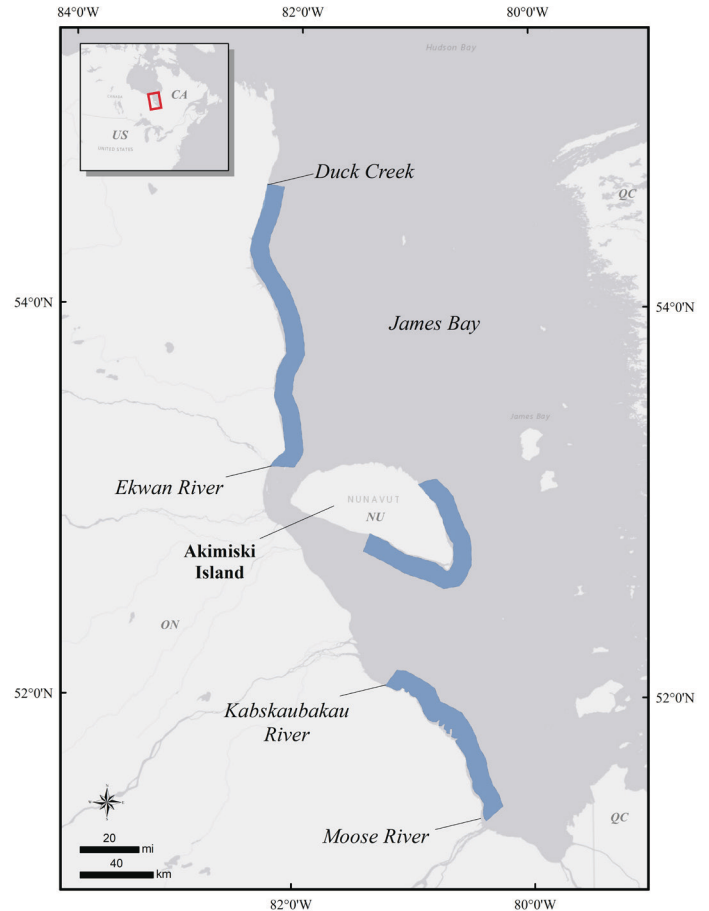 84°0'W
82°0'W
80°0'W
Hudson Bay
CA
US
UNITED STATES
Duck Creek
QC
54°0'N
54°0'N
James Bay
James Bay
Ekwan River
NUNAVUT
NU
Akimiski
Island
ON
52°0'N
52°0'N
Kabskaubakau
River
N
20
mi
40
km
Moose River
QC
82°0'W
80°0'W